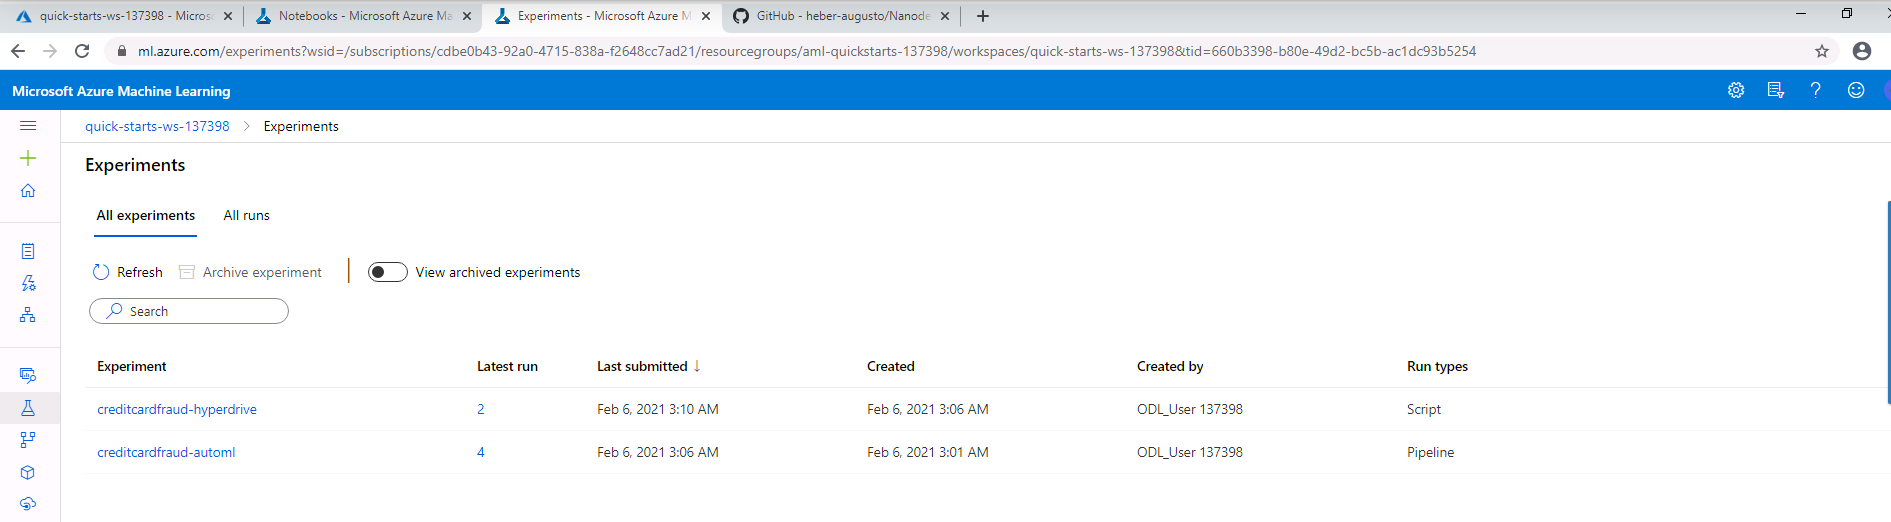 quick-starts-ws-137398 - Micros
Notebooks - Microsoft Azure Ma
Experiments - Microsoft Azure M
GitHub - heber-augusto/Nanode
ml.azure.com/experiments?wsid=/subscriptions/cdbe0b43-92a0-4715-838a-f2648cc7ad21/resourcegroups/aml-quickstarts-137398/workspaces/quick-starts-ws-137398&tid=660b3398-b80e-49d2-bc5b-ac1dc93b5254
Microsoft Azure Machine Learning
quick-starts-ws-137398 > Experiments
Experiments
All experiments All runs
Refresh Archive experiment View archived experiments
Search
Experiment Latest run Last submitted ↓ Created Created by Run types
creditcardfraud-hyperdrive 2 Feb 6, 2021 3:10 AM Feb 6, 2021 3:06 AM ODL_User 137398 Script
creditcardfraud-automl 4 Feb 6, 2021 3:06 AM Feb 6, 2021 3:01 AM ODL_User 137398 Pipeline